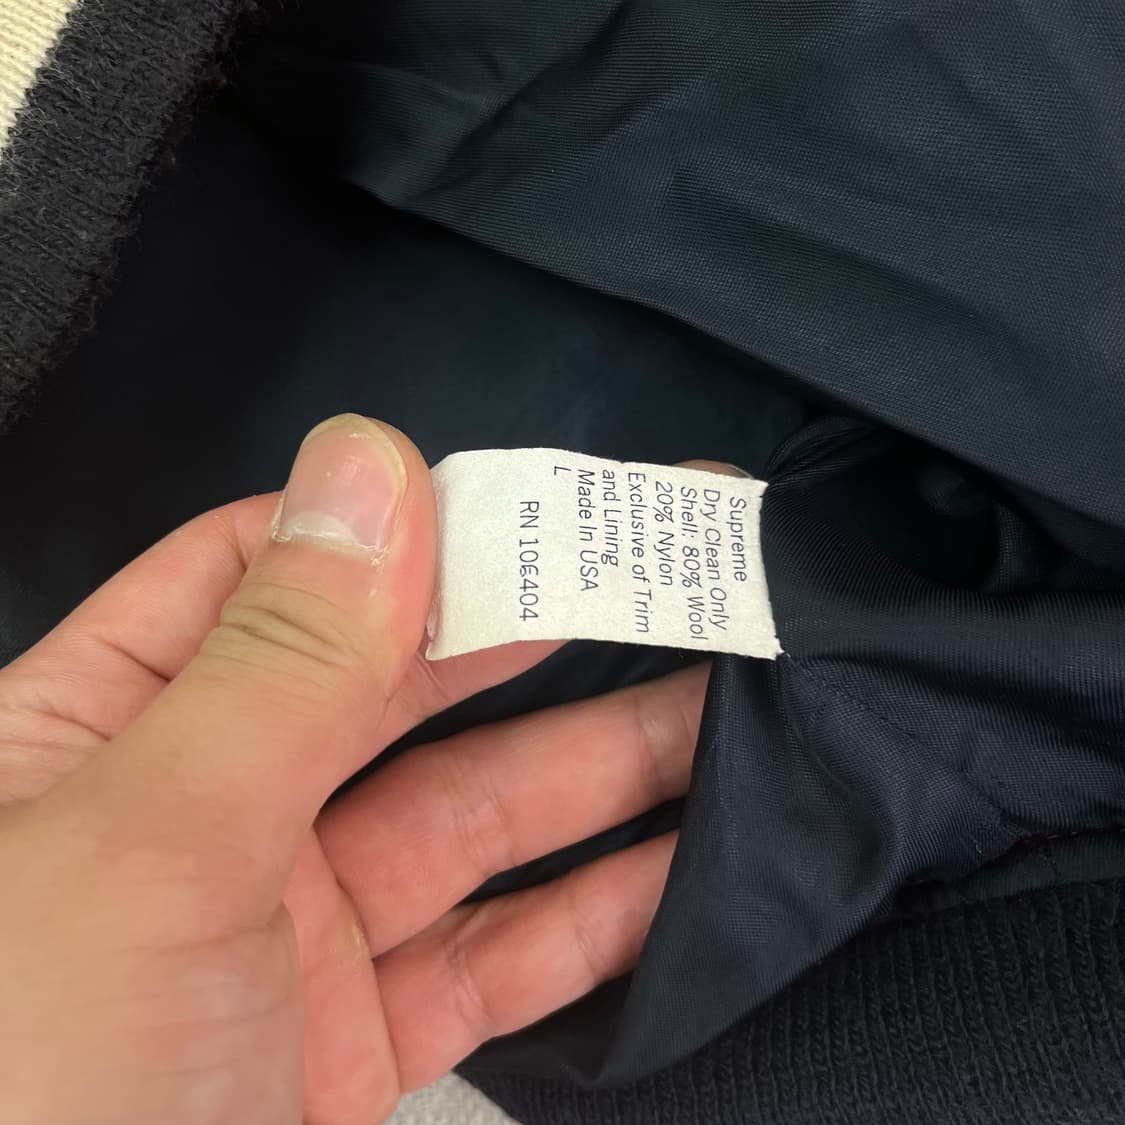 Supreme
Dry Clean Only
Shell: 80% Wool
20% Nylon
Exclusive of Trim
and Lining
Made In USA
L
RN 106404